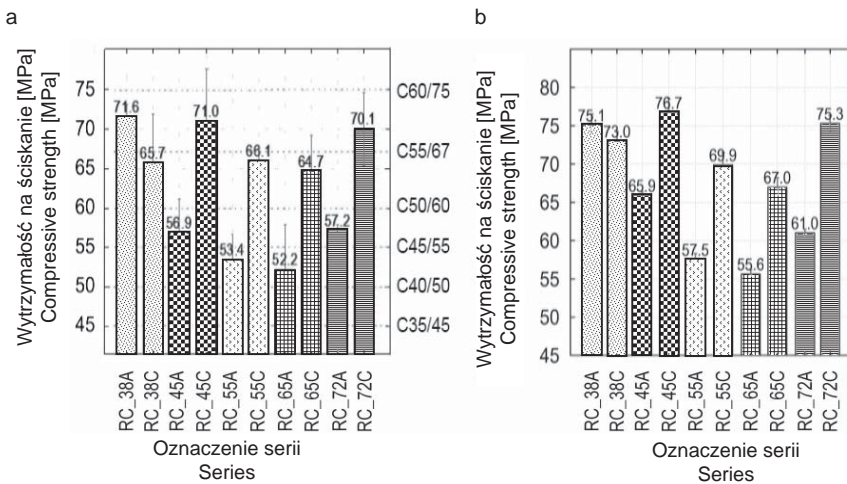 a
Wytrzymałość na ściskanie [MPa]
Compressive strength [MPa]
75
70
65
60
55
50
45
71.6
65.7
56.9
71.0
53.4
66.1
52.2
64.7
57.2
70.1
C60/75
C55/67
C50/60
C45/55
C40/50
C35/45
RC_38A
RC_38C
RC_45A
RC_45C
RC_55A
RC_55C
RC_65A
RC_65C
RC_72A
RC_72C
Oznaczenie serii
Series
b
Wytrzymałość na ściskanie [MPa]
Compressive strength [MPa]
80
75
70
65
60
55
50
45
75.1
73.0
65.9
76.7
57.5
69.9
55.6
67.0
61.0
75.3
RC_38A
RC_38C
RC_45A
RC_45C
RC_55A
RC_55C
RC_65A
RC_65C
RC_72A
RC_72C
Oznaczenie serii
Series